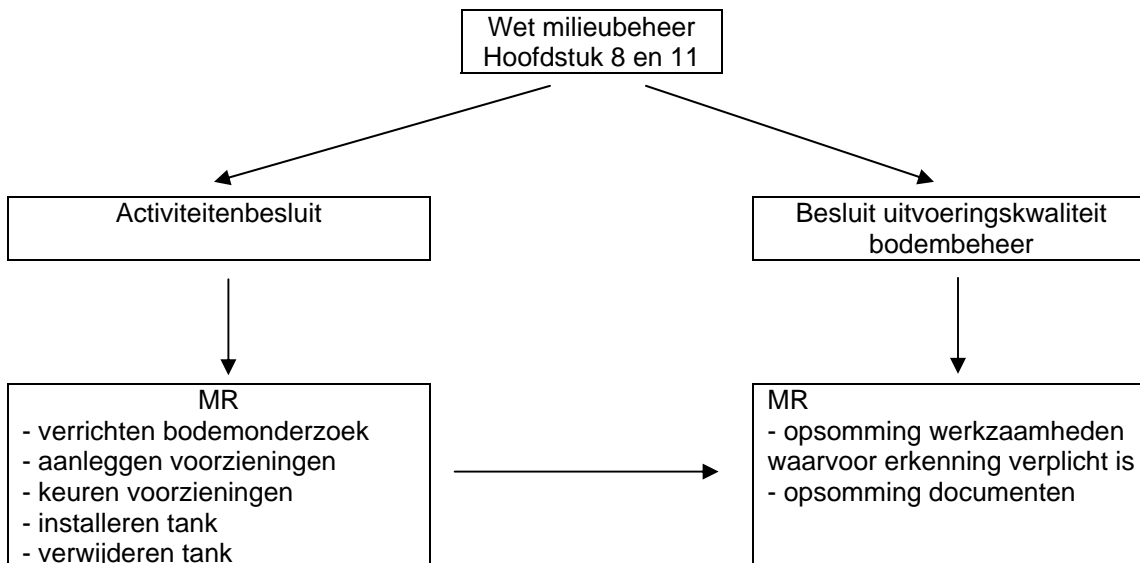 Wet milieubeheer
Hoofdstuk 8 en 11
Activiteitenbesluit
Besluit uitvoeringskwaliteit
bodembeheer
MR
- verrichten bodemonderzoek
- aanleggen voorzieningen
- keuren voorzieningen
- installeren tank
- verwijderen tank
MR
- opsomming werkzaamheden
waarvoor erkenning verplicht is
- opsomming documenten